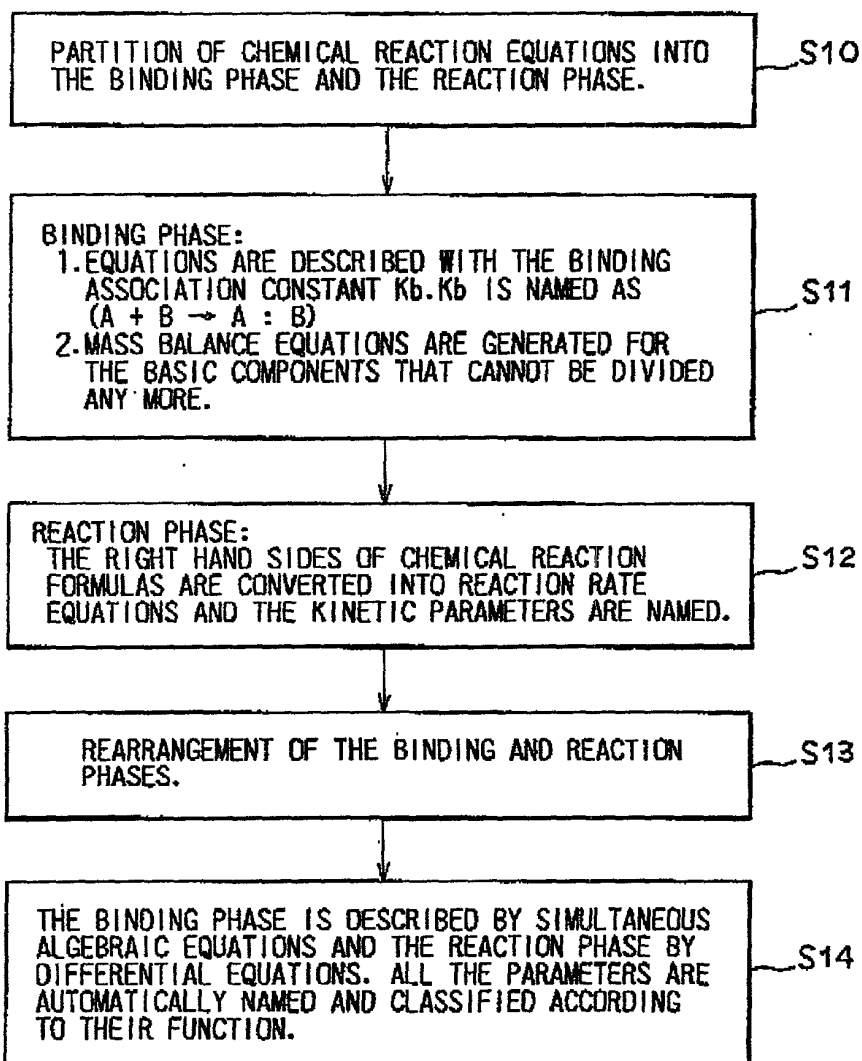 PARTITION OF CHEMICAL REACTION EQUATIONS INTO
THE BINDING PHASE AND THE REACTION PHASE.
S10
BINDING PHASE:
1.EQUATIONS ARE DESCRIBED WITH THE BINDING
ASSOCIATION CONSTANT Kb.Kb IS NAMED AS
(A + B → A : B)
2.MASS BALANCE EQUATIONS ARE GENERATED FOR
THE BASIC COMPONENTS THAT CANNOT BE DIVIDED
ANY MORE.
S11
REACTION PHASE:
THE RIGHT HAND SIDES OF CHEMICAL REACTION
FORMULAS ARE CONVERTED INTO REACTION RATE
EQUATIONS AND THE KINETIC PARAMETERS ARE NAMED.
S12
REARRANGEMENT OF THE BINDING AND REACTION
PHASES.
S13
THE BINDING PHASE IS DESCRIBED BY SIMULTANEOUS
ALGEBRAIC EQUATIONS AND THE REACTION PHASE BY
DIFFERENTIAL EQUATIONS. ALL THE PARAMETERS ARE
AUTOMATICALLY NAMED AND CLASSIFIED ACCORDING
TO THEIR FUNCTION.
S14